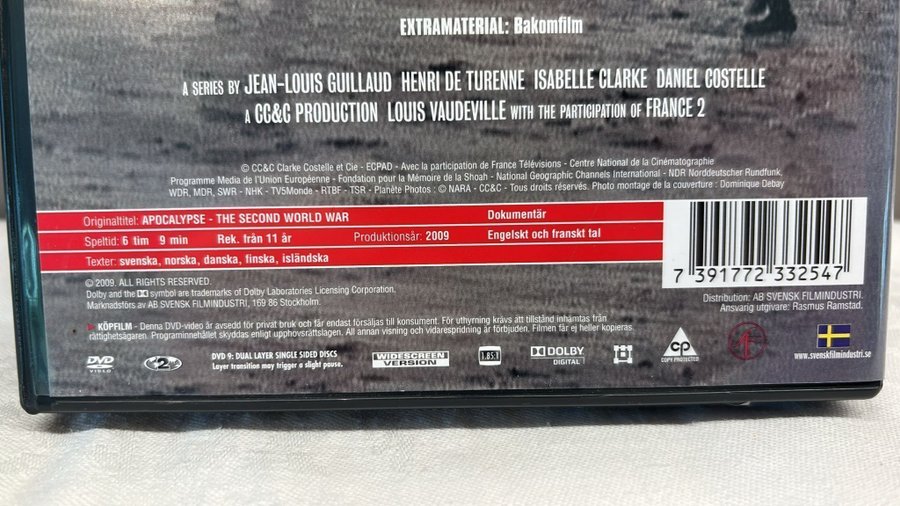 EXTRAMATERIAL: Bakomfilm
A SERIES BY JEAN-LOUIS GUILLAUD HENRI DE TURENNE ISABELLE CLARKE DANIEL COSTELLE
A CC&C PRODUCTION LOUIS VAUDEVILLE WITH THE PARTICIPATION OF FRANCE 2
© CC&C Clarke Costelle et Cie - ECPAD - Avec la participation de France Télévisions - Centre National de la Cinématographie
Programme Media de l'Union Européenne - Fondation pour la Mémoire de la Shoah - National Geographic Channels International - NDR Norddeutscher Rundfunk,
WDR, MDR, SWR - NHK - TV5Monde - RTBF - TSR - Planète Photos : © NARA - CC&C - Tous droits réservés. Photo montage de la couverture : Dominique Debay
Originaltitel: APOCALYPSE - THE SECOND WORLD WAR Dokumentär
Speltid: 6 tim 9 min Rek. från 11 år Produktionsår: 2009 Engelskt och franskt tal
Texter: svenska, norska, danska, finska, isländska
7 391772 332547
© 2009. ALL RIGHTS RESERVED
Dolby and the DD symbol are trademarks of Dolby Laboratories Licensing Corporation.
Marknadsförs av AB SVENSK FILMINDUSTRI, 169 86 Stockholm.
Distribution: AB SVENSK FILMINDUSTRI.
Ansvarig utgivare: Rasmus Ramstad.
KÖPFILM - Denna DVD-video är avsedd för privat bruk och får endast försäljas till konsument. För uthyrning krävs att tillstånd inhämtas från
rättighetsägaren. Programinnehållet skyddas enligt upphovsrättslagen. All annan visning och vidarespridning är förbjuden. Filmen får ej heller kopieras.
DVD VIDEO
2
DVD 9: DUAL LAYER SINGLE SIDED DISCS
Layer transition may trigger a slight pause.
WIDESCREEN VERSION
1.85:1
DOLBY DIGITAL
CP
COPY PROTECTED
www.svenskfilmindustri.se